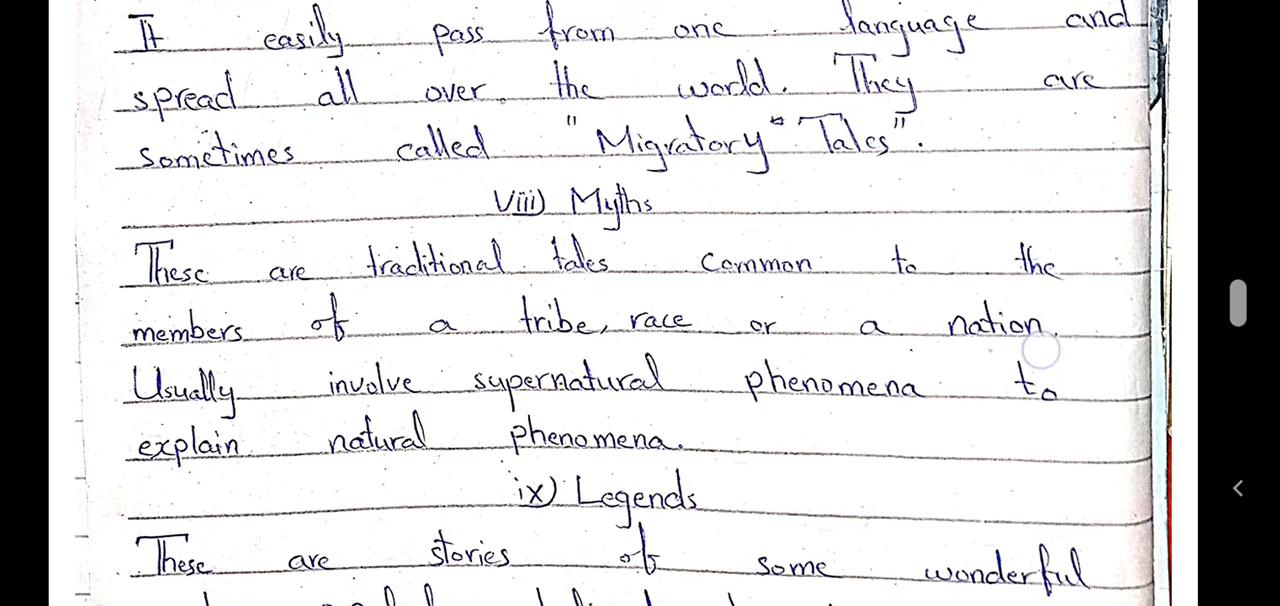 It easily pass from one language and
spread all over the world. They are
sometimes called "Migratory" "Tales".
viii) Myths
These are traditional tales common to the
members of a tribe, race or a nation.
Usually involve supernatural phenomena to
explain natural phenomena.
ix) Legends
These are stories of some wonderful